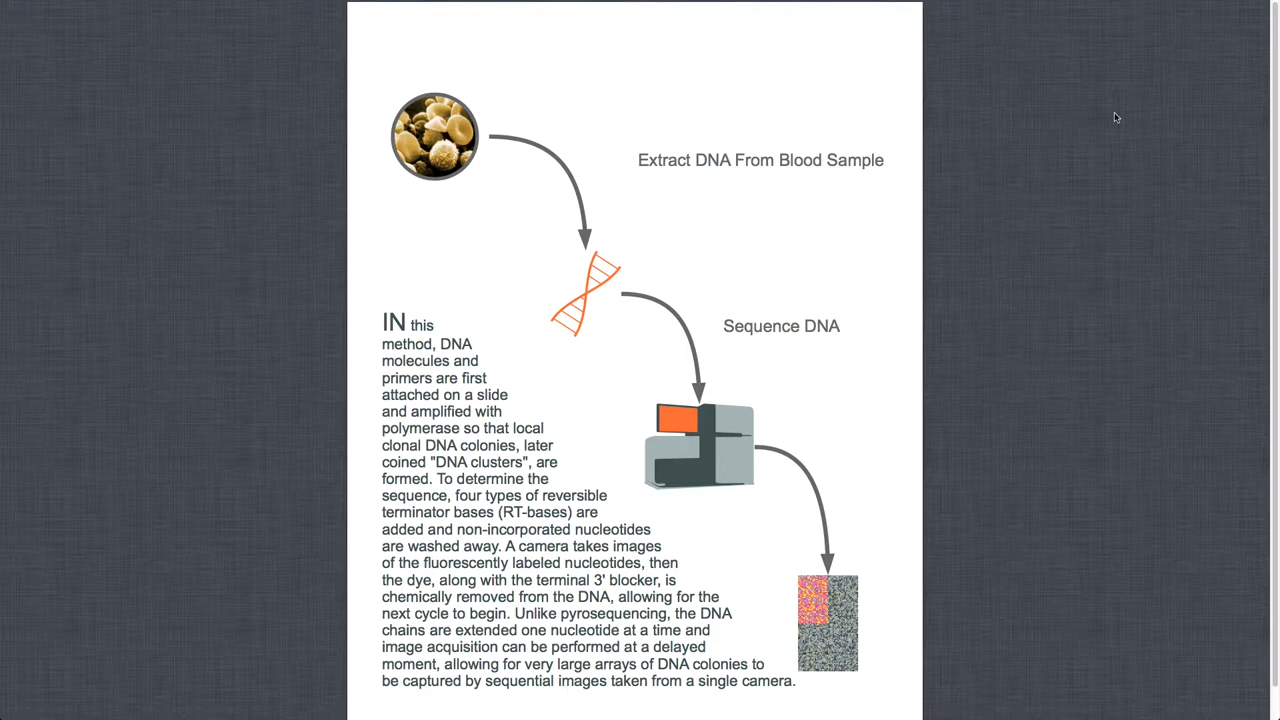 Extract DNA From Blood Sample
Sequence DNA
IN this
method, DNA
molecules and
primers are first
attached on a slide
and amplified with
polymerase so that local
clonal DNA colonies, later
coined "DNA clusters", are
formed. To determine the
sequence, four types of reversible
terminator bases (RT-bases) are
added and non-incorporated nucleotides
are washed away. A camera takes images
of the fluorescently labeled nucleotides, then
the dye, along with the terminal 3' blocker, is
chemically removed from the DNA, allowing for the
next cycle to begin. Unlike pyrosequencing, the DNA
chains are extended one nucleotide at a time and
image acquisition can be performed at a delayed
moment, allowing for very large arrays of DNA colonies to
be captured by sequential images taken from a single camera.